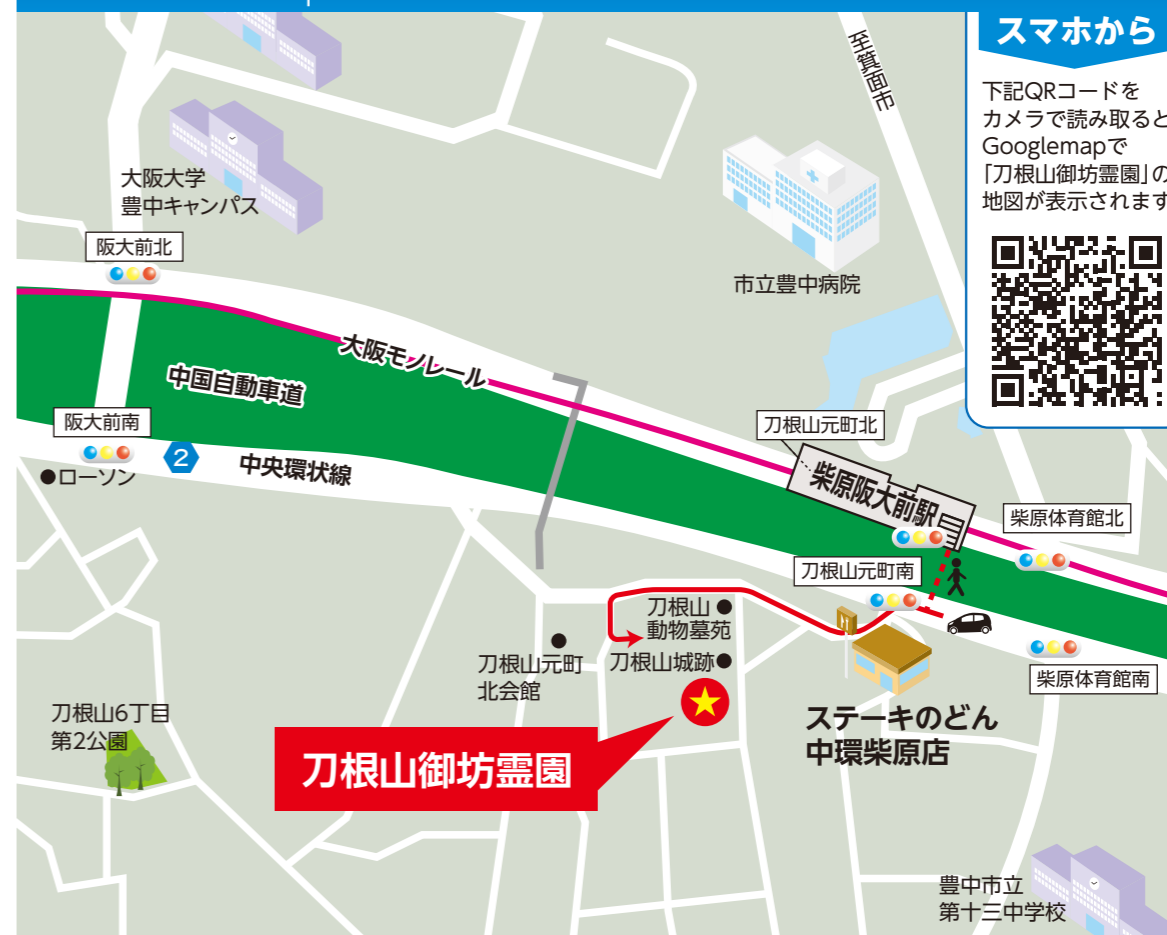 スマホから
下記QRコードを
カメラで読み取ると
Googlemapで
「刀根山御坊霊園」の
地図が表示されます
至箕面市
大阪大学
豊中キャンパス
阪大前北
市立豊中病院
大阪モノレール
中国自動車道
阪大前南
●ローソン
2
中央環状線
刀根山元町北
柴原阪大前駅
柴原体育館北
刀根山元町南
刀根山●
動物墓苑
刀根山城跡●
●
刀根山元町
北会館
柴原体育館南
刀根山6丁目
第2公園
刀根山御坊霊園
ステーキのどん
中環柴原店
豊中市立
第十三中学校